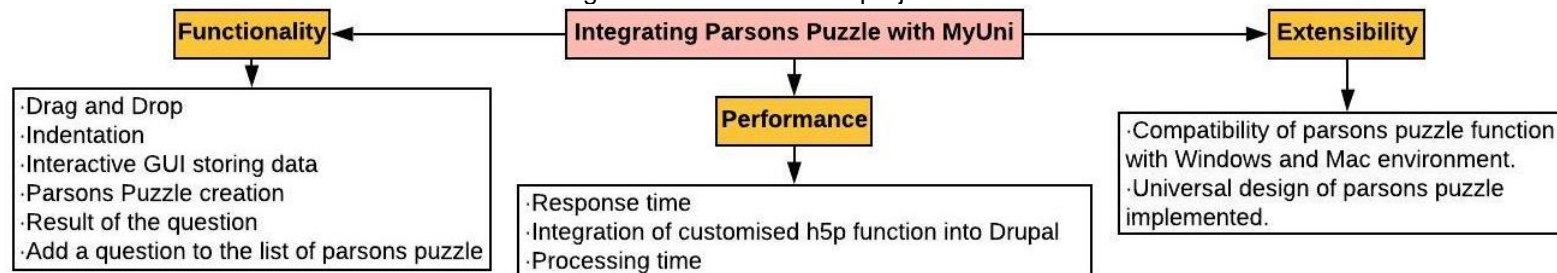 Functionality
Integrating Parsons Puzzle with MyUni
Extensibility
Performance
·Drag and Drop
·Indentation
·Interactive GUI storing data
·Parsons Puzzle creation
·Result of the question
·Add a question to the list of parsons puzzle
·Response time
·Integration of customised h5p function into Drupal
·Processing time
·Compatibility of parsons puzzle function
with Windows and Mac environment.
·Universal design of parsons puzzle
implemented.